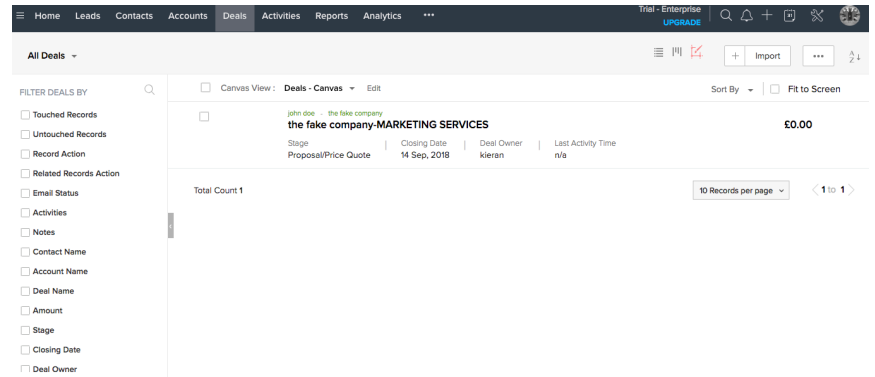 Home Leads Contacts Accounts Deals Activities Reports Analytics ••• Trial - Enterprise
UPGRADE
31
All Deals
+ Import ••• A Z
FILTER DEALS BY
Canvas View : Deals - Canvas Edit Sort By Fit to Screen
Touched Records
Untouched Records
Record Action
Related Records Action
Email Status
Activities
Notes
Contact Name
Account Name
Deal Name
Amount
Stage
Closing Date
Deal Owner
john doe - the fake company
the fake company-MARKETING SERVICES £0.00
Stage | Closing Date | Deal Owner | Last Activity Time
Proposal/Price Quote 14 Sep, 2018 kieran n/a
Total Count 1 10 Records per page 1 to 1